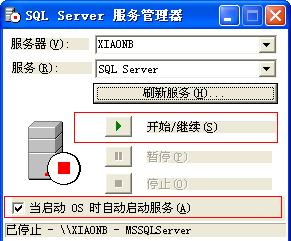 SQL Server 服务管理器
服务器(V): XIAONB
服务(R): SQL Server
刷新服务(H)...
开始/继续(S)
暂停(P)
停止(O)
当启动 OS 时自动启动服务(A)
已停止 - \\XIAONB - MSSQLServer